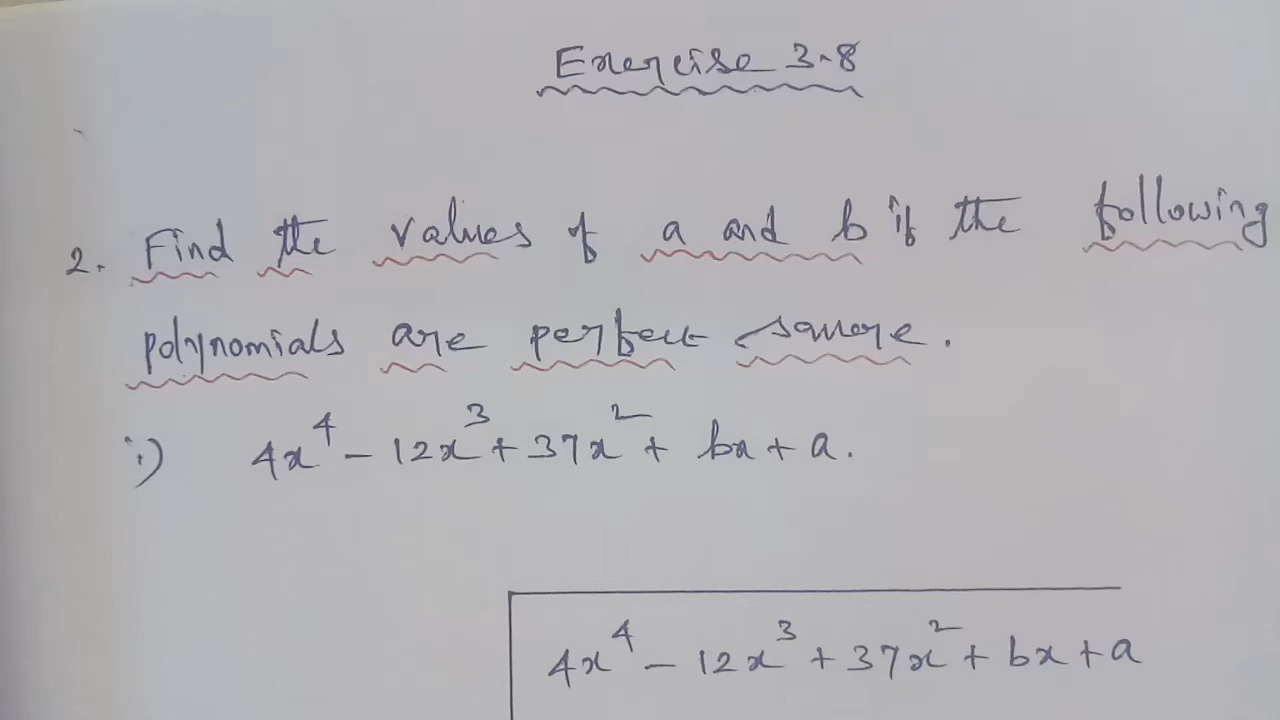 Exercise 3.8
2. Find the values of a and b if the following
polynomials are perfect square.
i) 4x⁴ - 12x³ + 37x² + bx + a.
4x⁴ - 12x³ + 37x² + bx + a